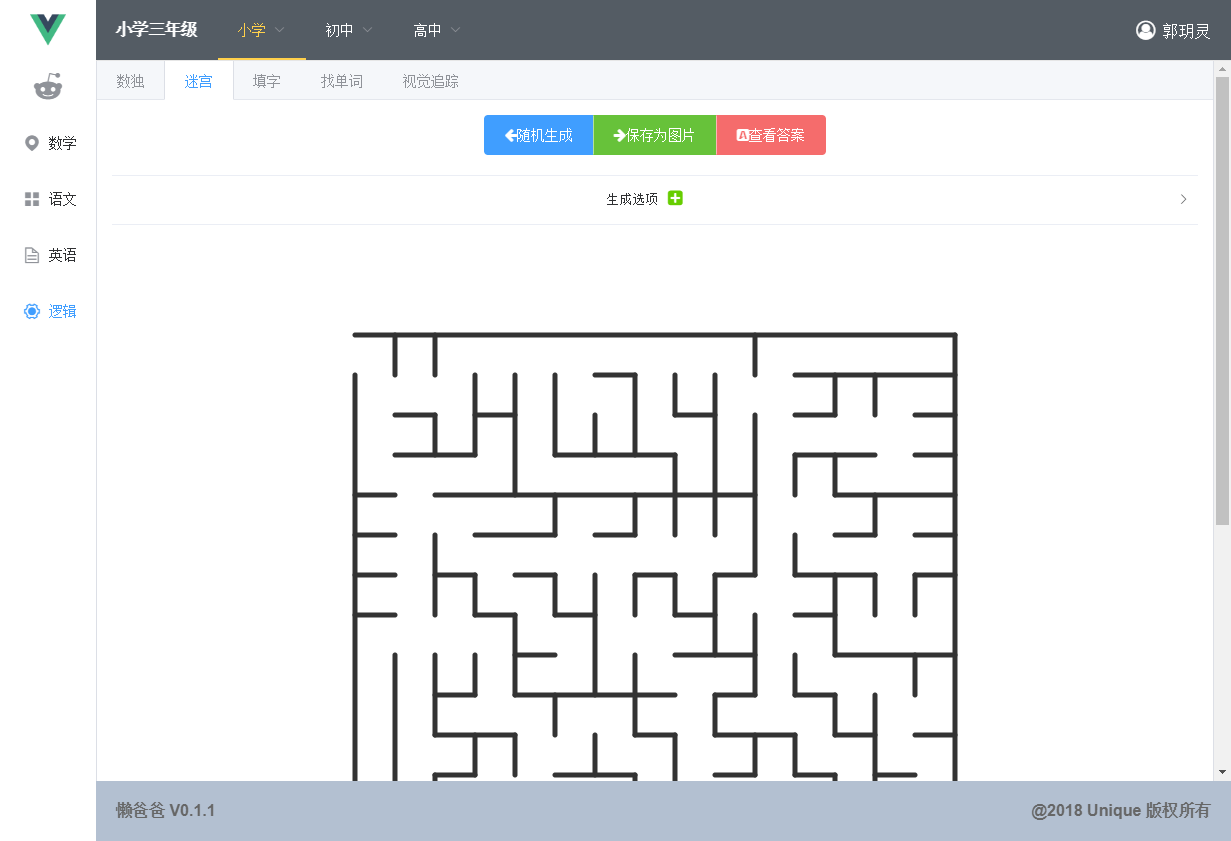 小学三年级 小学 初中 高中 郭玥灵
数独 迷宫 填字 找单词 视觉追踪
数学
语文
英语
逻辑
随机生成 保存为图片 A查看答案
生成选项
懒爸爸 V0.1.1 @2018 Unique 版权所有